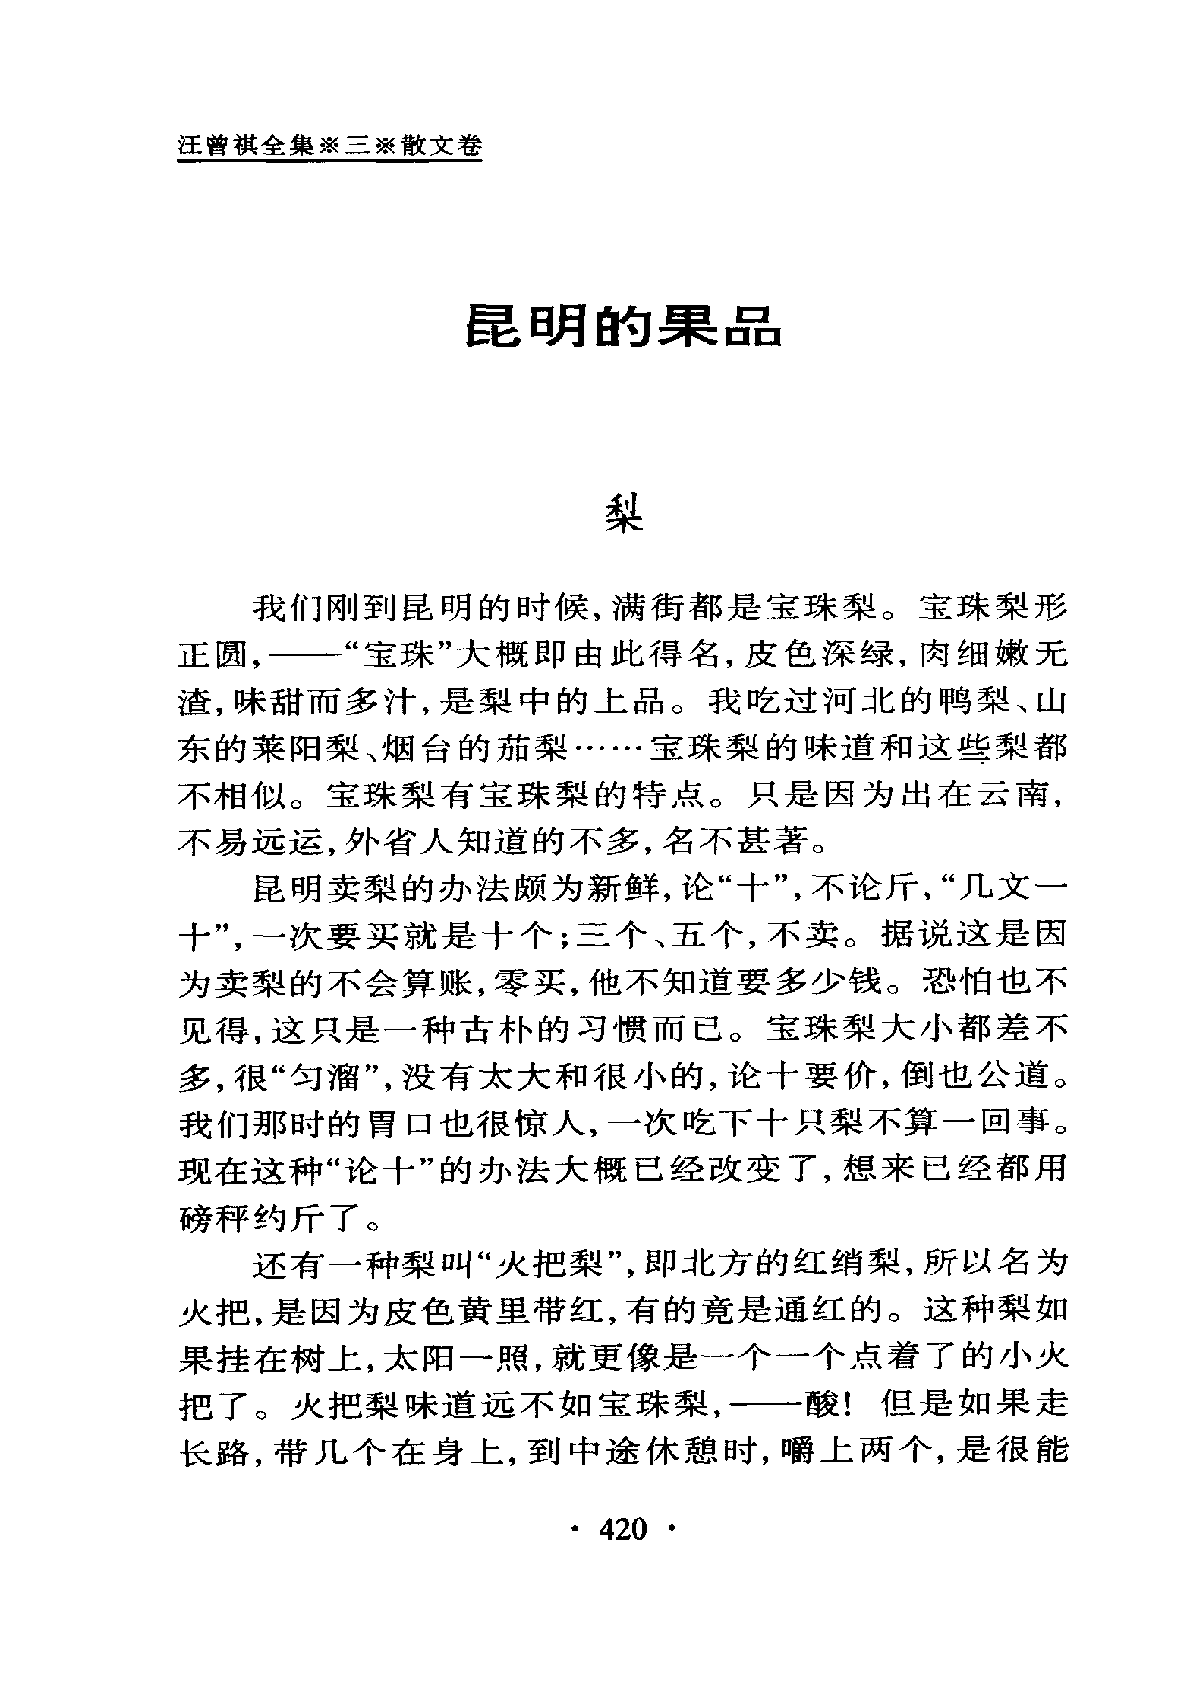 汪曾祺全集※三※散文卷
昆明的果品
梨
我们刚到昆明的时候,满街都是宝珠梨。宝珠梨形
正圆,——“宝珠”大概即由此得名,皮色深绿,肉细嫩无
渣,味甜而多汁,是梨中的上品。我吃过河北的鸭梨、山
东的莱阳梨、烟台的茄梨……宝珠梨的味道和这些梨都
不相似。宝珠梨有宝珠梨的特点。只是因为出在云南,
不易远运,外省人知道的不多,名不甚著。
昆明卖梨的办法颇为新鲜,论“十”,不论斤,“几文一
十”,一次要买就是十个;三个、五个,不卖。据说这是因
为卖梨的不会算账,零买,他不知道要多少钱。恐怕也不
见得,这只是一种古朴的习惯而已。宝珠梨大小都差不
多,很“匀溜”,没有太大和很小的,论十要价,倒也公道。
我们那时的胃口也很惊人,一次吃下十只梨不算一回事。
现在这种“论十”的办法大概已经改变了,想来已经都用
磅秤约斤了。
还有一种梨叫“火把梨”,即北方的红绡梨,所以名为
火把,是因为皮色黄里带红,有的竟是通红的。这种梨如
果挂在树上,太阳一照,就更像是一个一个点着了的小火
把了。火把梨味道远不如宝珠梨,——酸!但是如果走
长路,带几个在身上,到中途休憩时,嚼上两个,是很能
· 420 ·